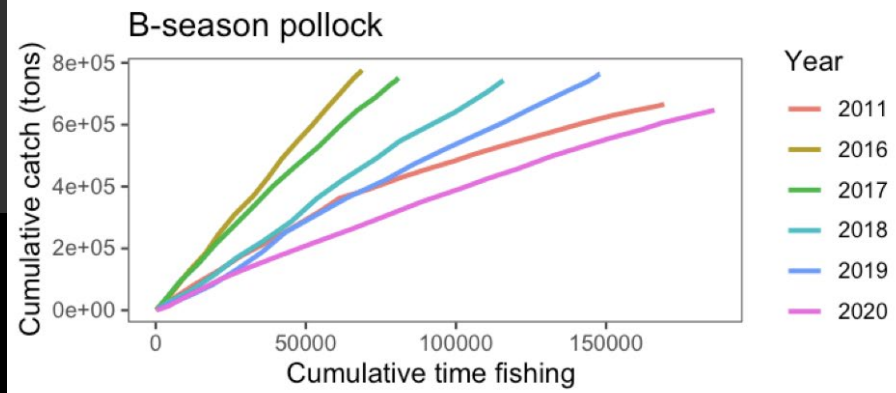 B-season pollock
Cumulative catch (tons)
8e+05
6e+05
4e+05
2e+05
0e+00
0
50000
100000
150000
Cumulative time fishing
Year
2011
2016
2017
2018
2019
2020